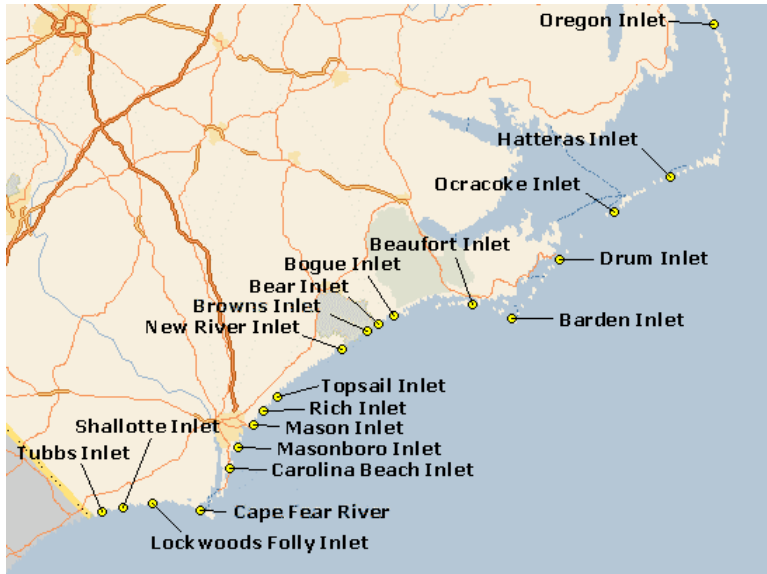 Oregon Inlet
Hatteras Inlet
Ocracoke Inlet
Beaufort Inlet
Drum Inlet
Bogue Inlet
Bear Inlet
Browns Inlet
New River Inlet
Barden Inlet
Topsail Inlet
Rich Inlet
Shallotte Inlet
Mason Inlet
Tubbs Inlet
Masonboro Inlet
Carolina Beach Inlet
Cape Fear River
Lockwoods Folly Inlet